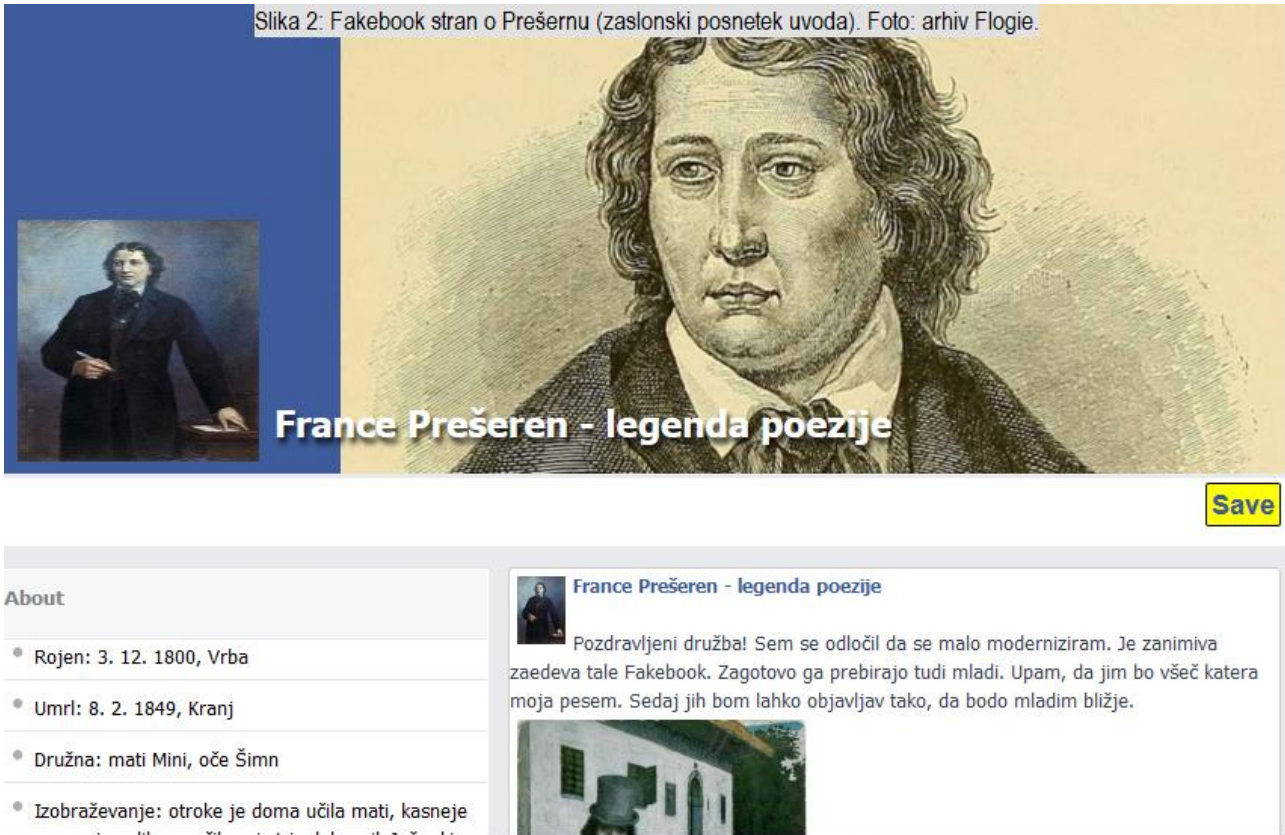 Slika 2: Fakebook stran o Prešernu (zaslonski posnetek uvoda). Foto: arhiv Flogie.
France Prešeren - legenda poezije
Save
About
Rojen: 3. 12. 1800, Vrba
Umrl: 8. 2. 1849, Kranj
Družna: mati Mini, oče Šimn
Izobraževanje: otroke je doma učila mati, kasneje
France Prešeren - legenda poezije
Pozdravljeni družba! Sem se odločil da se malo moderniziram. Je zanimiva
zaedeva tale Fakebook. Zagotovo ga prebirajo tudi mladi. Upam, da jim bo všeč katera
moja pesem. Sedaj jih bom lahko objavljav tako, da bodo mladim bližje.